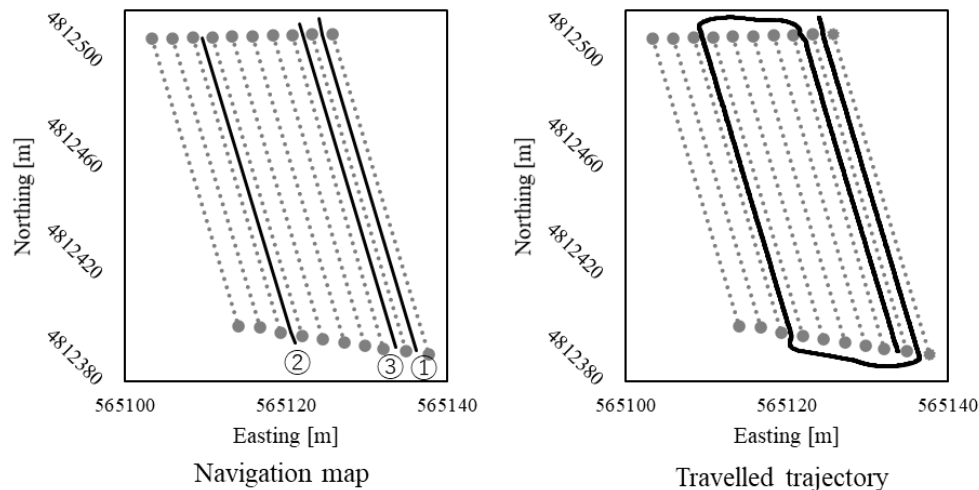 4812500
4812460
4812420
4812380
Northing [m]
② ③ ①
565100 565120 565140
Easting [m]
Navigation map
4812500
4812460
4812420
4812380
Northing [m]
565100 565120 565140
Easting [m]
Travelled trajectory